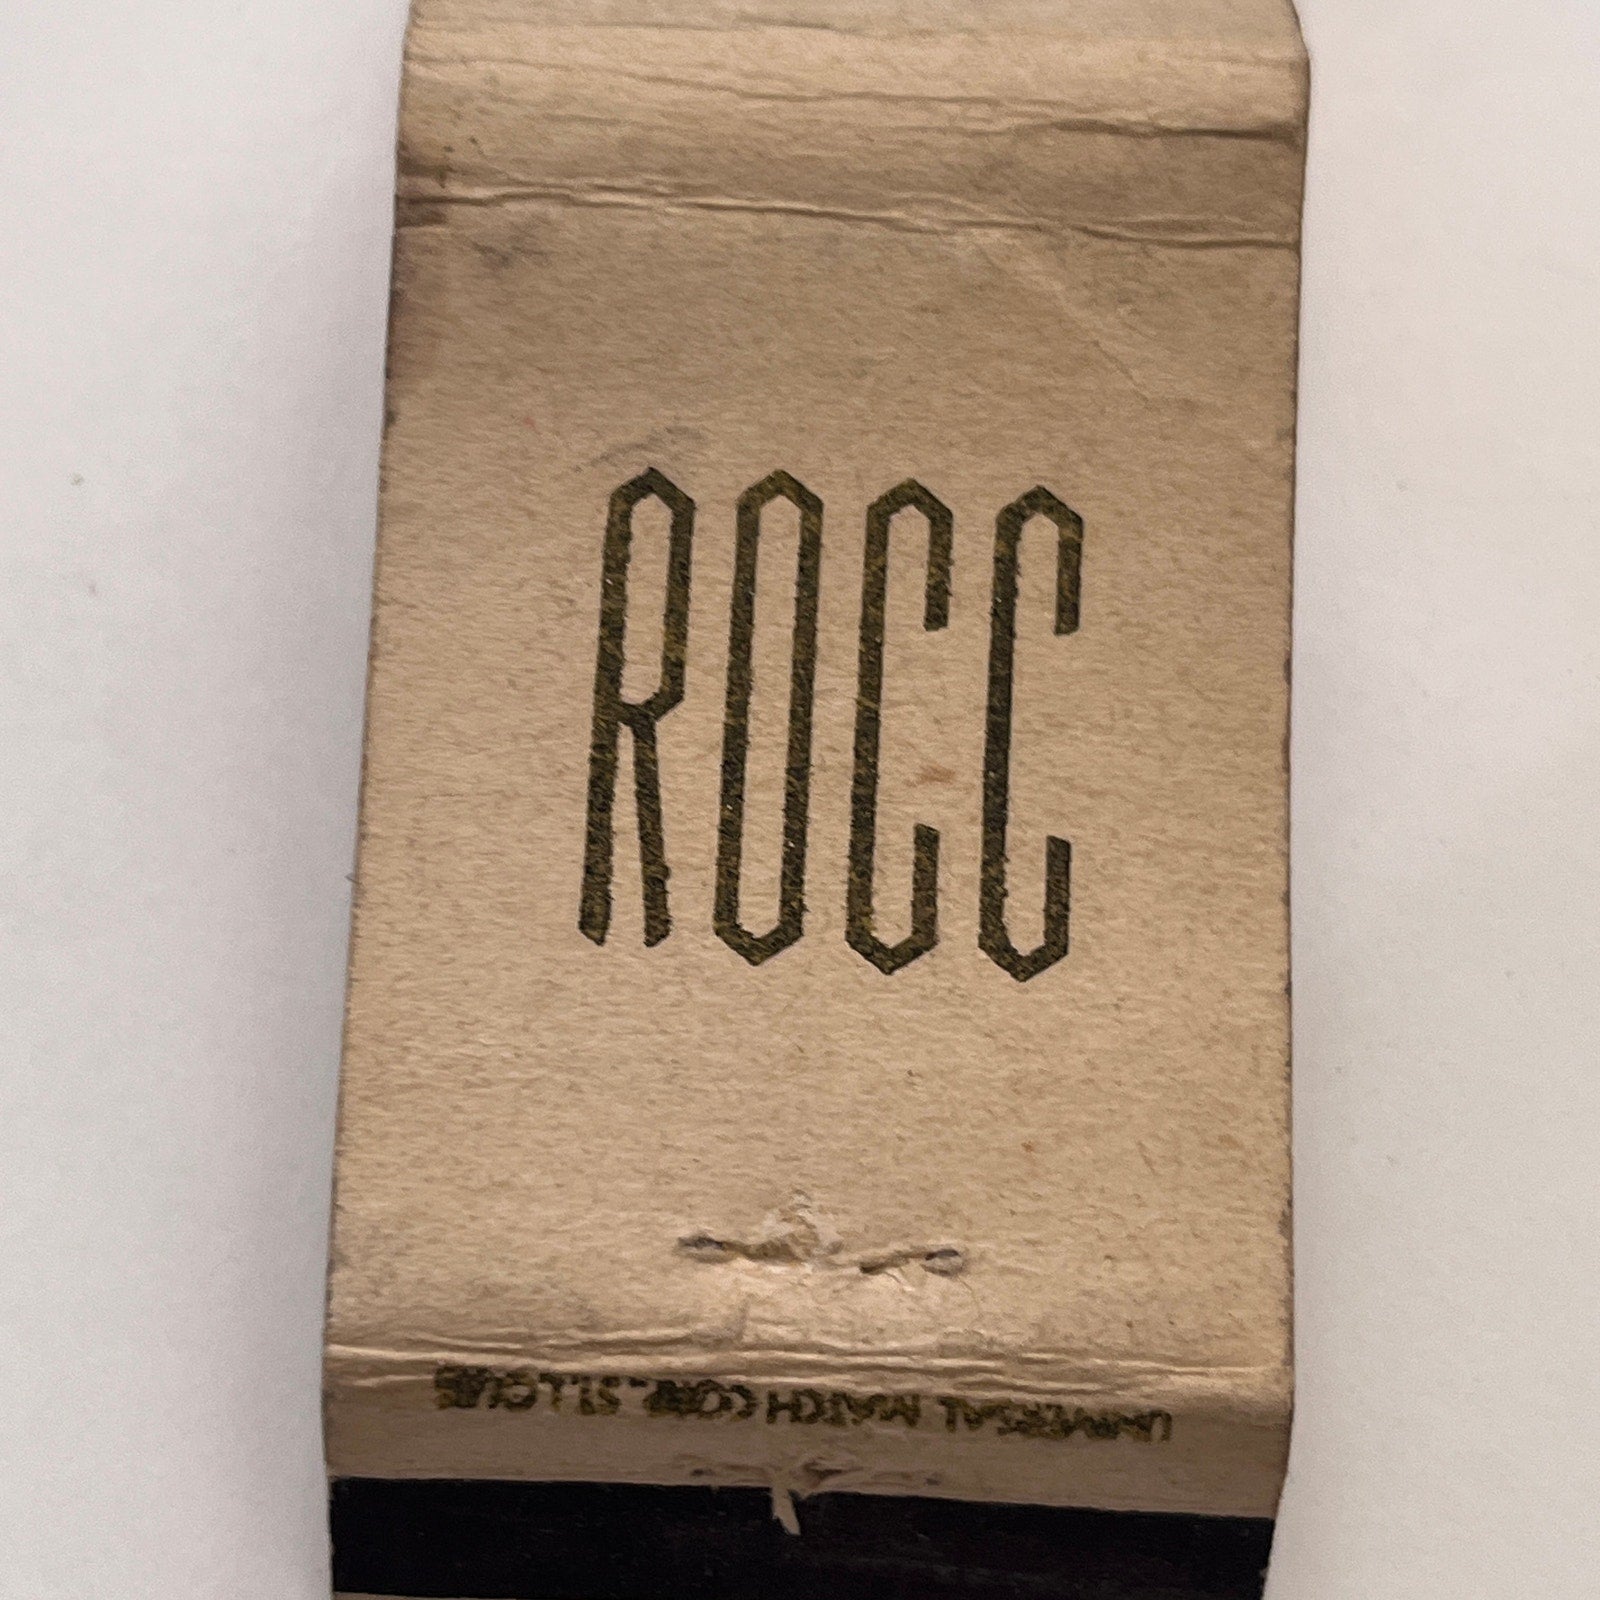 ROCC
UNIVERSAL MATCH CORP., ST. LOUIS